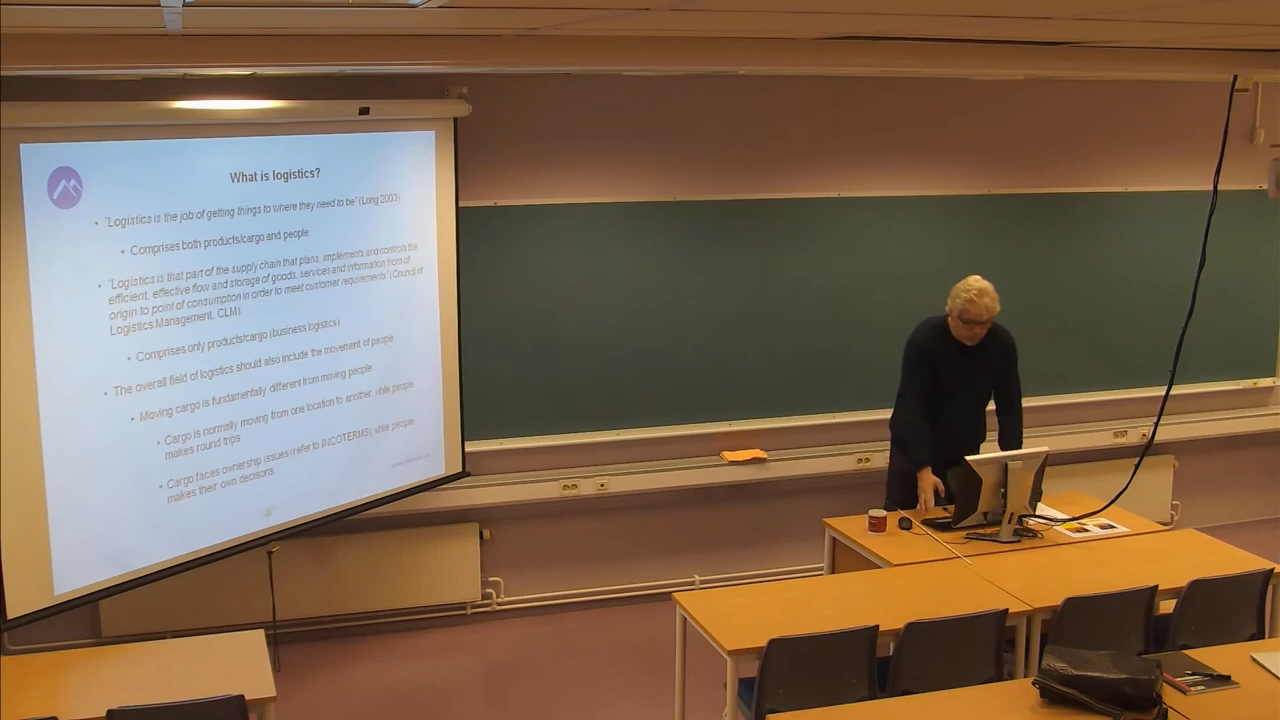 What is logistics?
• "Logistics is the job of getting things to where they need to be" (Long 2003).
• Comprises both products/cargo and people
• "Logistics is that part of the supply chain that plans, implements and controls the
efficient, effective flow and storage of goods, services and information from of
origin to point of consumption in order to meet customer requirements" (Council of
Logistics Management, CLM).
• Comprises only products/cargo (business logistics)
• The overall field of logistics should also include the movement of people.
• Moving cargo is fundamentally different from moving people.
• Cargo is normally moving from one location to another, while people
makes round trips
• Cargo faces ownership issues (refer to INCOTERMS), while people
makes their own decisions.